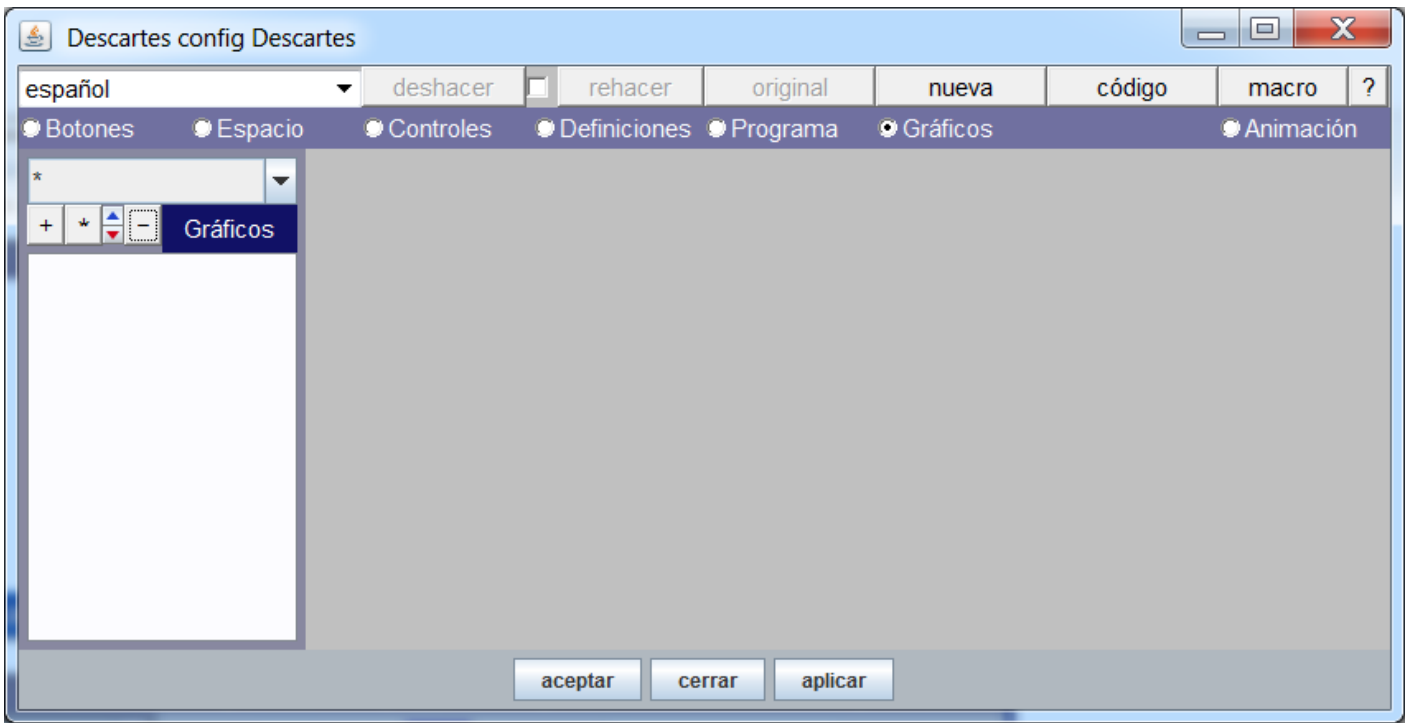 Descartes config Descartes
español deshacer rehacer original nueva código macro ?
Botones Espacio Controles Definiciones Programa Gráficos Animación
*
+ * - Gráficos
aceptar cerrar aplicar